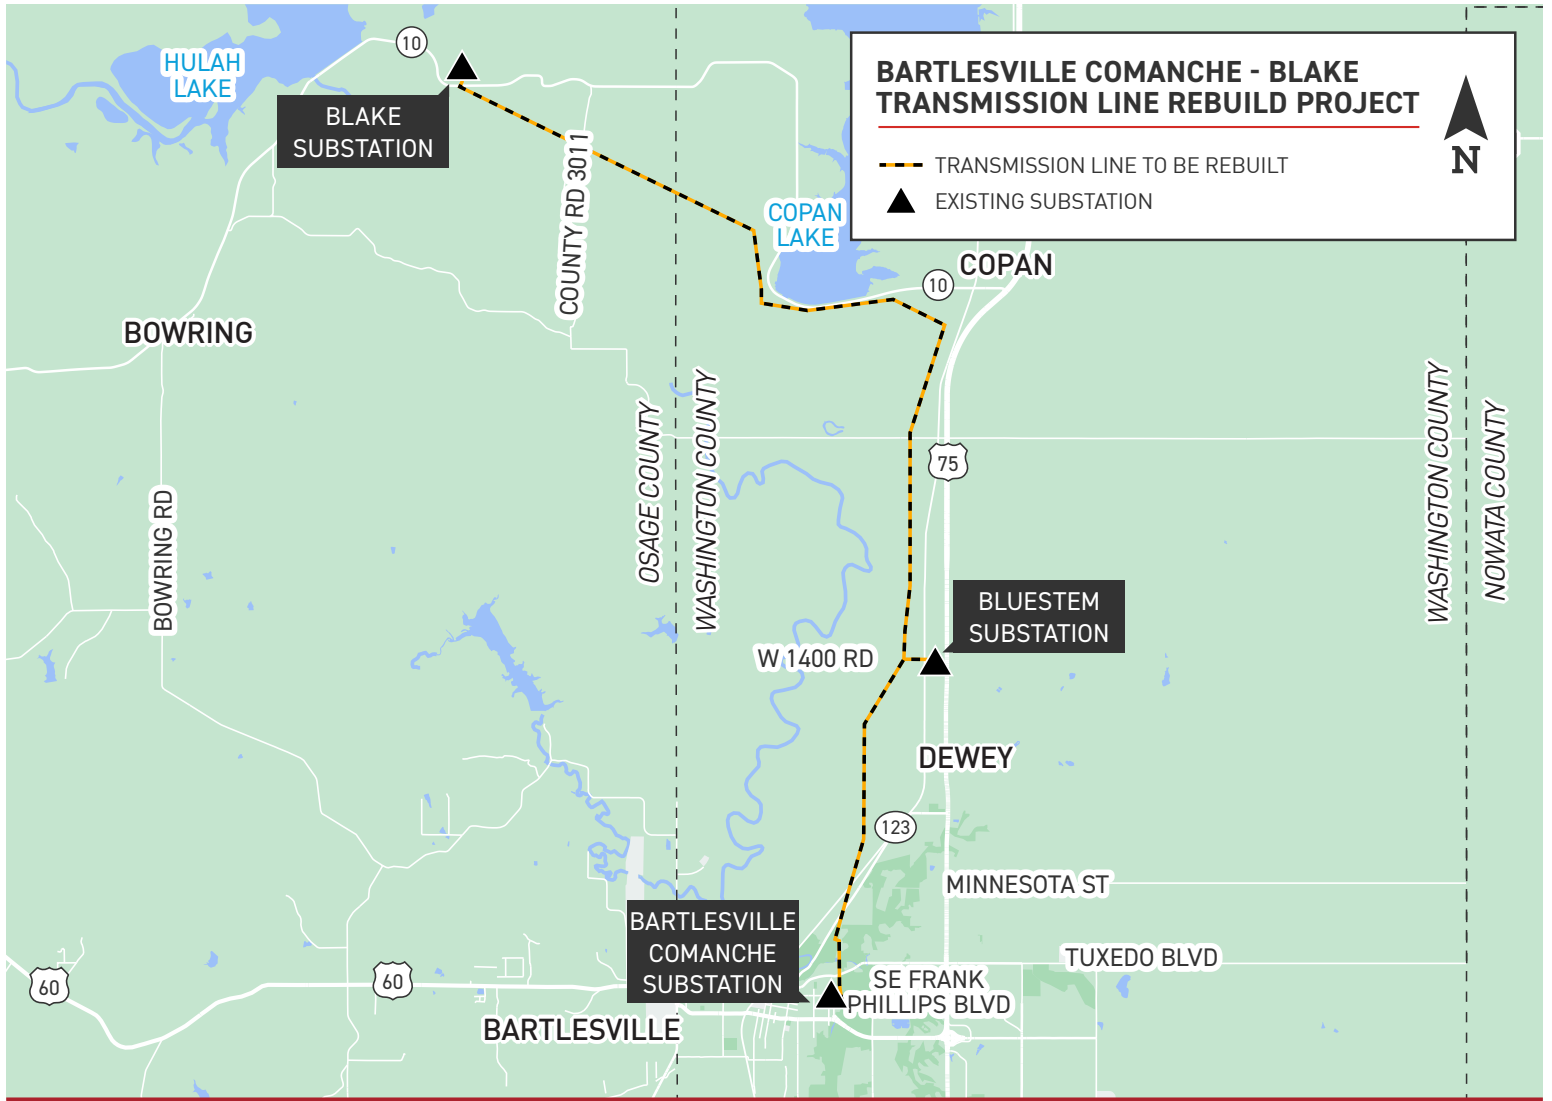 BARTLESVILLE COMANCHE - BLAKE
TRANSMISSION LINE REBUILD PROJECT
TRANSMISSION LINE TO BE REBUILT
EXISTING SUBSTATION
N
HULAH
LAKE
10
BLAKE
SUBSTATION
COUNTY RD 3011
COPAN
LAKE
COPAN
10
BOWRING
BOWRING RD
OSAGE COUNTY
WASHINGTON COUNTY
75
WASHINGTON COUNTY
NOWATA COUNTY
BLUESTEM
SUBSTATION
W 1400 RD
DEWEY
123
MINNESOTA ST
BARTLESVILLE
COMANCHE
SUBSTATION
TUXEDO BLVD
SE FRANK
PHILLIPS BLVD
60
60
BARTLESVILLE